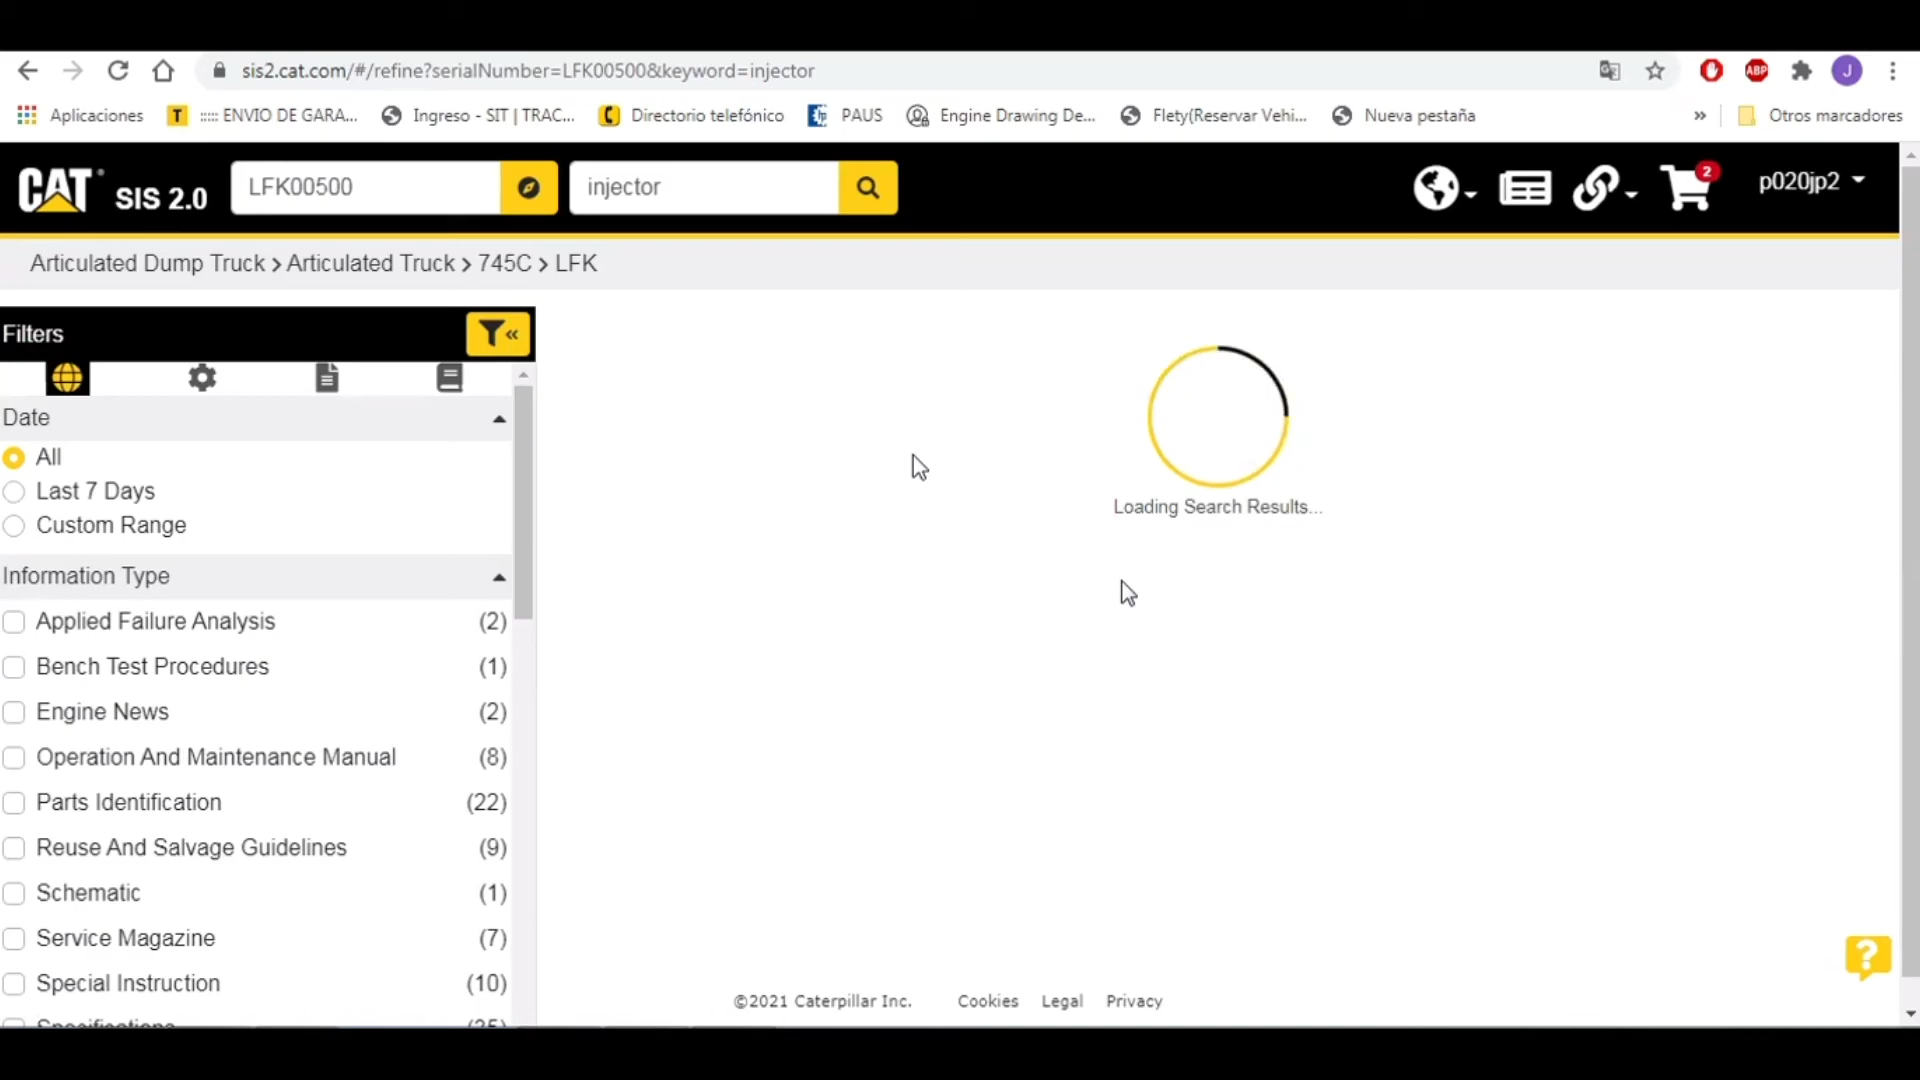 sis2.cat.com/#/refine?serialNumber=LFK00500&keyword=injector
J
Aplicaciones T ::::: ENVIO DE GARA... Ingreso - SIT | TRAC... Directorio telefónico PAUS Engine Drawing De... Flety(Reservar Vehi... Nueva pestaña » Otros marcadores
CAT SIS 2.0 LFK00500 injector 2 p020jp2
Articulated Dump Truck > Articulated Truck > 745C > LFK
Filters
Date
All
Last 7 Days
Custom Range
Information Type
Applied Failure Analysis (2)
Bench Test Procedures (1)
Engine News (2)
Operation And Maintenance Manual (8)
Parts Identification (22)
Reuse And Salvage Guidelines (9)
Schematic (1)
Service Magazine (7)
Special Instruction (10)
Loading Search Results...
©2021 Caterpillar Inc. Cookies Legal Privacy
?